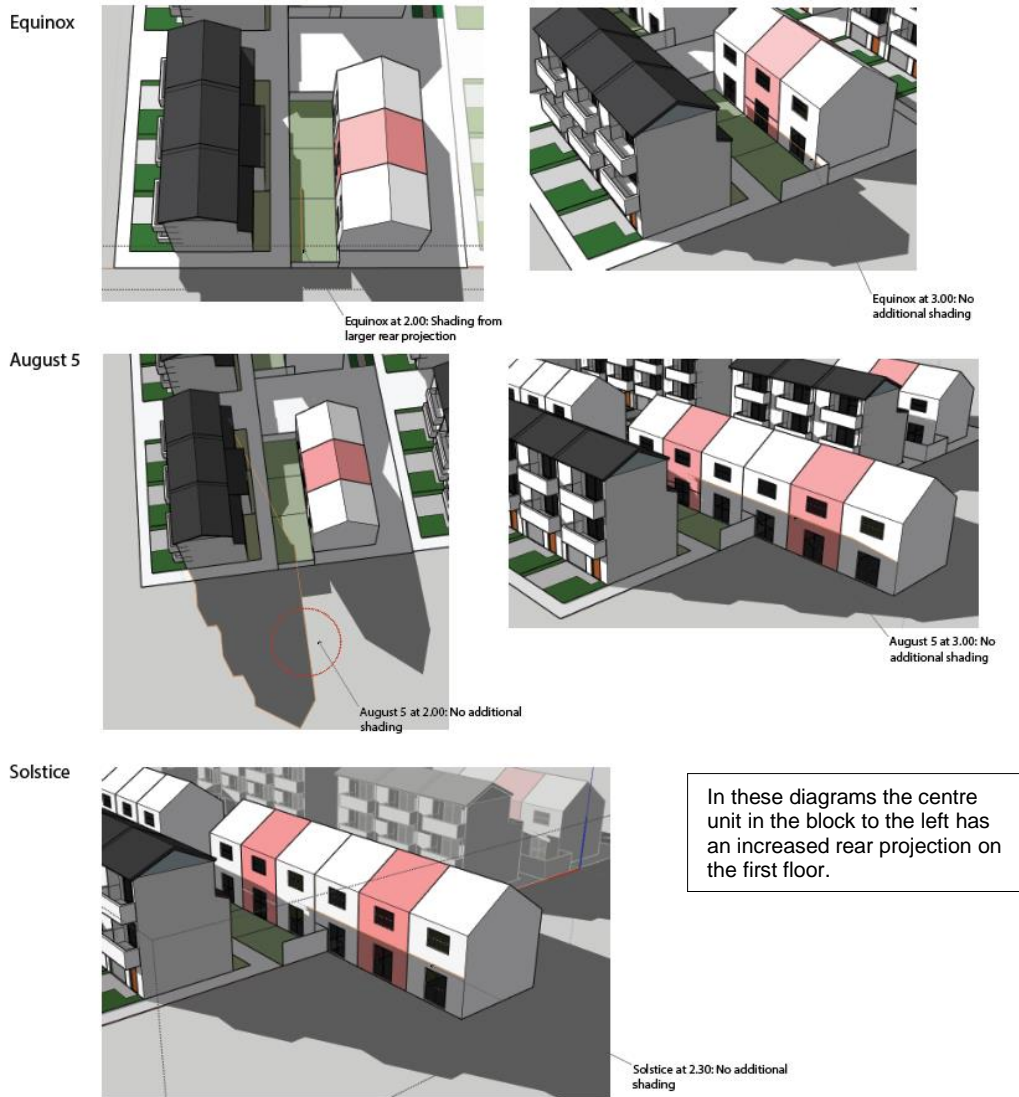 Equinox
Equinox at 2.00: Shading from
larger rear projection
Equinox at 3.00: No
additional shading
August 5
August 5 at 2.00: No additional
shading
August 5 at 3.00: No
additional shading
Solstice
In these diagrams the centre
unit in the block to the left has
an increased rear projection on
the first floor.
Solstice at 2.30: No additional
shading